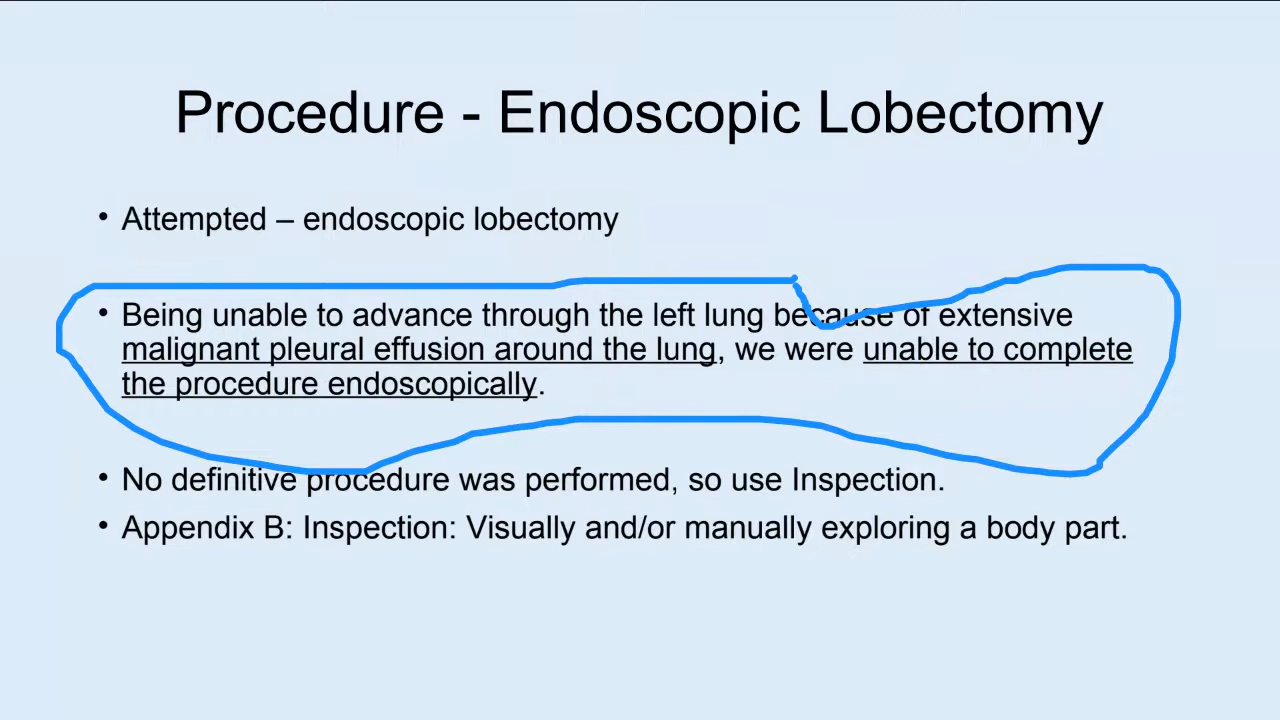 Procedure - Endoscopic Lobectomy
• Attempted – endoscopic lobectomy
• Being unable to advance through the left lung because of extensive
malignant pleural effusion around the lung, we were unable to complete
the procedure endoscopically.
• No definitive procedure was performed, so use Inspection.
• Appendix B: Inspection: Visually and/or manually exploring a body part.